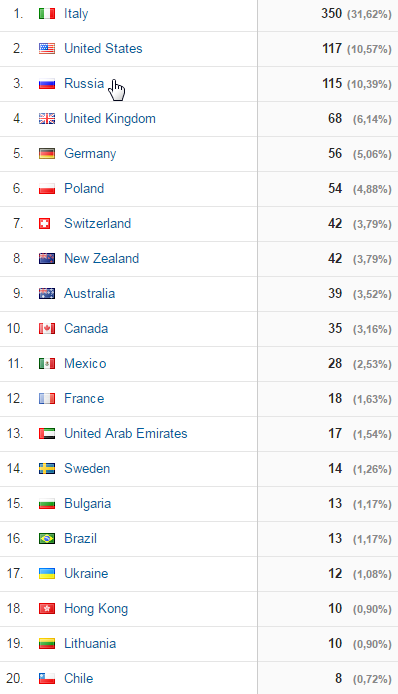 1. Italy 350 (31,62%)
2. United States 117 (10,57%)
3. Russia 115 (10,39%)
4. United Kingdom 68 (6,14%)
5. Germany 56 (5,06%)
6. Poland 54 (4,88%)
7. Switzerland 42 (3,79%)
8. New Zealand 42 (3,79%)
9. Australia 39 (3,52%)
10. Canada 35 (3,16%)
11. Mexico 28 (2,53%)
12. France 18 (1,63%)
13. United Arab Emirates 17 (1,54%)
14. Sweden 14 (1,26%)
15. Bulgaria 13 (1,17%)
16. Brazil 13 (1,17%)
17. Ukraine 12 (1,08%)
18. Hong Kong 10 (0,90%)
19. Lithuania 10 (0,90%)
20. Chile 8 (0,72%)